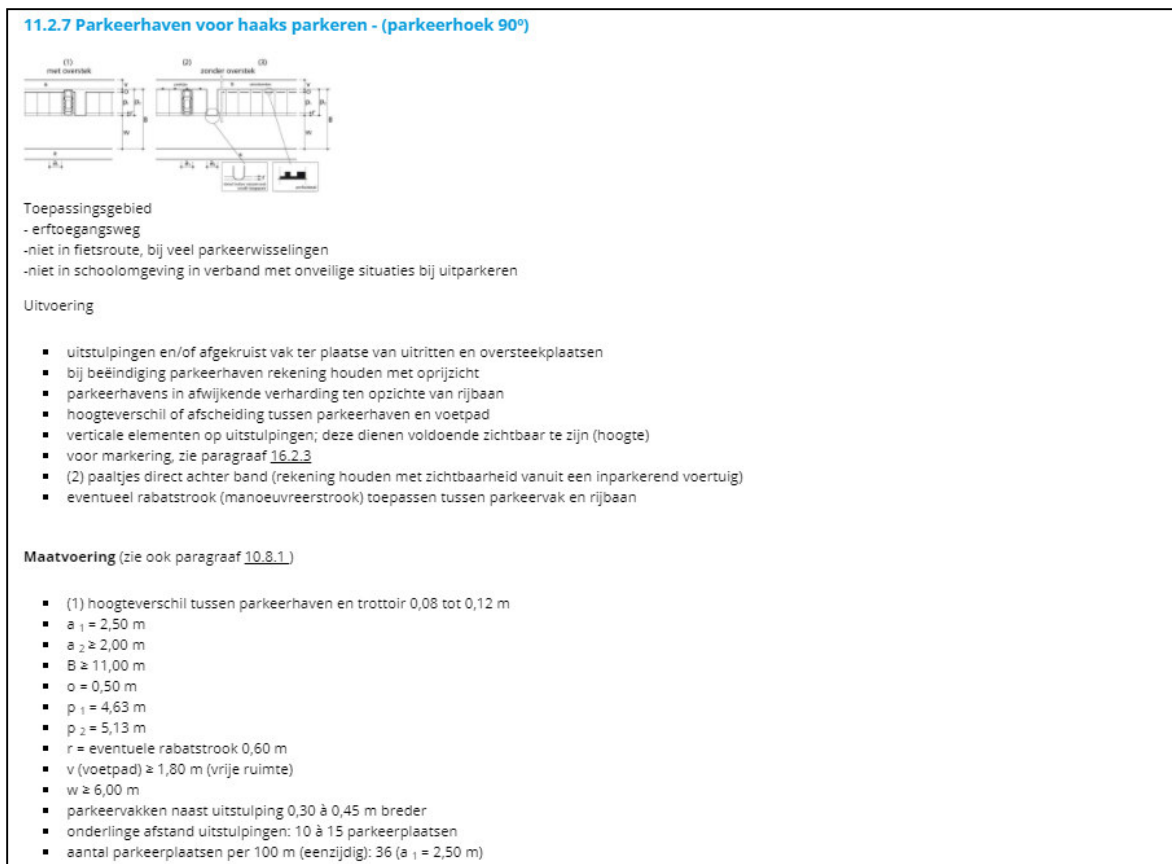 11.2.7 Parkeerhaven voor haaks parkeren - (parkeerhoek 90º)
(1) (2) (3)
met overstek zonder overstek
Toepassingsgebied
- erftoegangsweg
-niet in fietsroute, bij veel parkeerwisselingen
-niet in schoolomgeving in verband met onveilige situaties bij uitparkeren
Uitvoering
▪ uitstulpingen en/of afgekruist vak ter plaatse van uitritten en oversteekplaatsen
▪ bij beëindiging parkeerhaven rekening houden met oprijzicht
▪ parkeerhavens in afwijkende verharding ten opzichte van rijbaan
▪ hoogteverschil of afscheiding tussen parkeerhaven en voetpad
▪ verticale elementen op uitstulpingen; deze dienen voldoende zichtbaar te zijn (hoogte)
▪ voor markering, zie paragraaf 16.2.3
▪ (2) paaltjes direct achter band (rekening houden met zichtbaarheid vanuit een inparkerend voertuig)
▪ eventueel rabatstrook (manoeuvreerstrook) toepassen tussen parkeervak en rijbaan
Maatvoering (zie ook paragraaf 10.8.1 )
▪ (1) hoogteverschil tussen parkeerhaven en trottoir 0,08 tot 0,12 m
▪ a 1 = 2,50 m
▪ a 2 ≥ 2,00 m
▪ B ≥ 11,00 m
▪ o = 0,50 m
▪ p 1 = 4,63 m
▪ p 2 = 5,13 m
▪ r = eventuele rabatstrook 0,60 m
▪ v (voetpad) ≥ 1,80 m (vrije ruimte)
▪ w ≥ 6,00 m
▪ parkeervakken naast uitstulping 0,30 à 0,45 m breder
▪ onderlinge afstand uitstulpingen: 10 à 15 parkeerplaatsen
▪ aantal parkeerplaatsen per 100 m (eenzijdig): 36 (a 1 = 2,50 m)